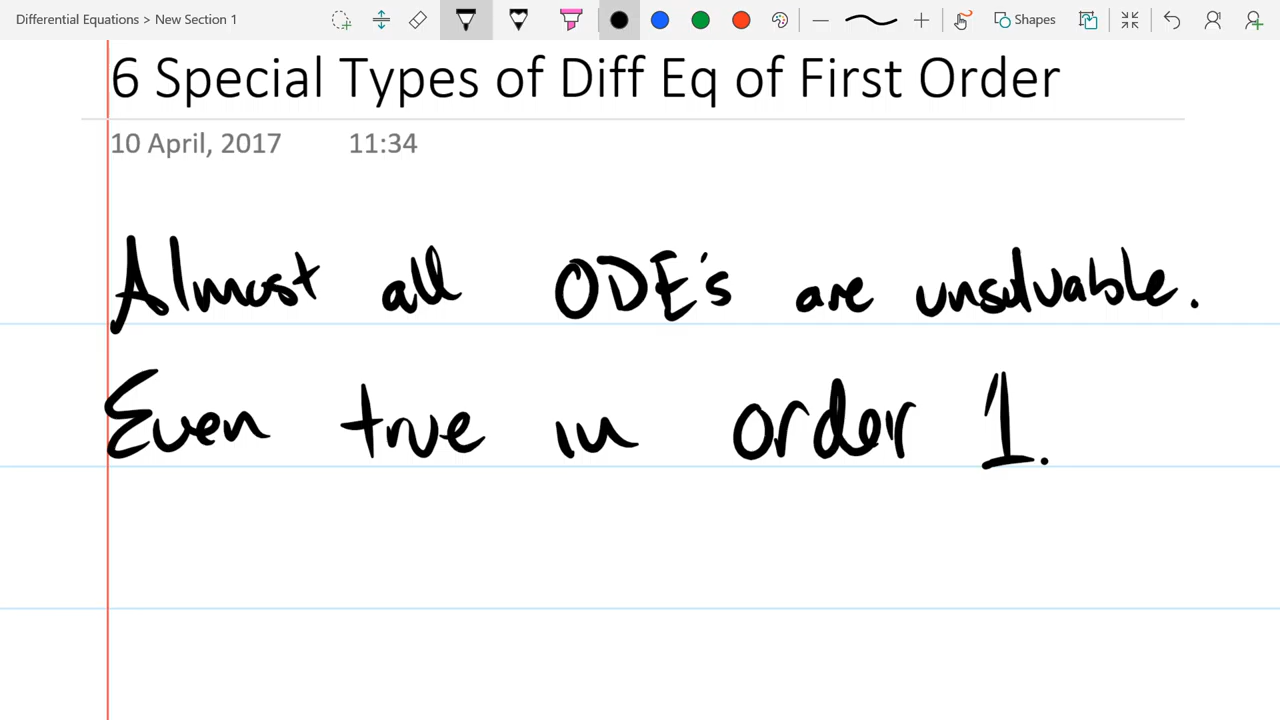 Differential Equations > New Section 1
Shapes
6 Special Types of Diff Eq of First Order
10 April, 2017 11:34
Almost all ODE's are unsolvable.
Even true in order 1.